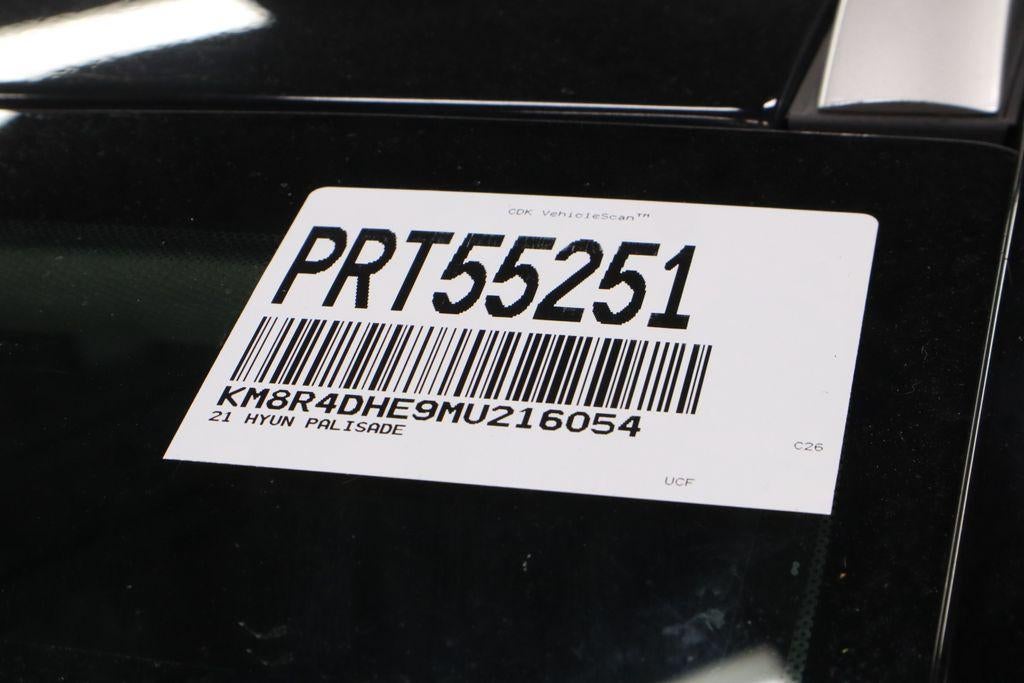 CDK VehicleScan™
PRT55251
KM8R4DHE9MU216054
21 HYUN PALISADE
C26
UCF